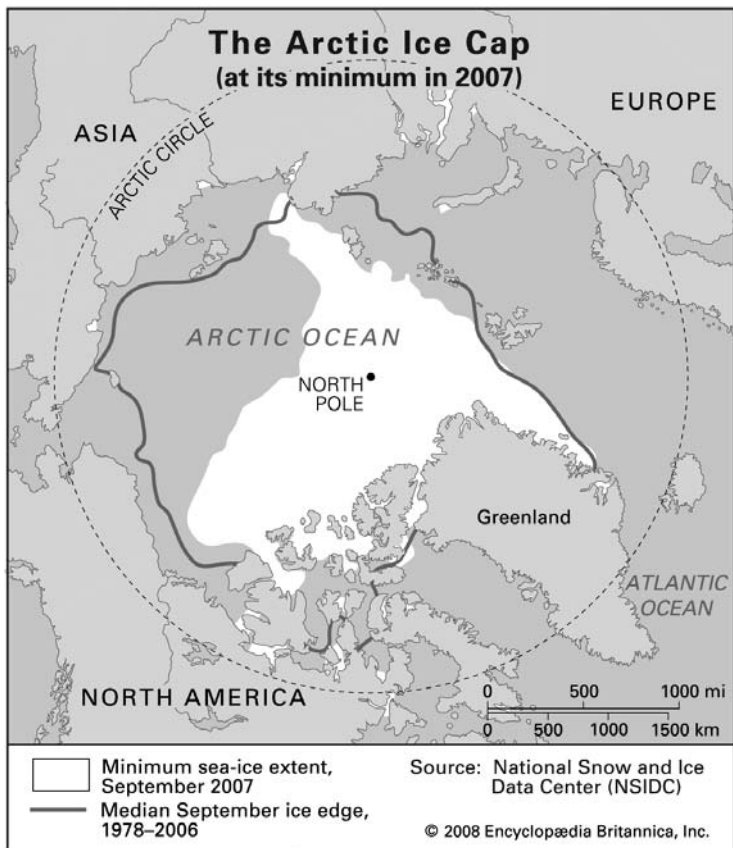 The Arctic Ice Cap
(at its minimum in 2007)
EUROPE
ASIA
ARCTIC CIRCLE
ARCTIC OCEAN
NORTH
POLE
Greenland
ATLANTIC
OCEAN
NORTH AMERICA
0 500 1000 mi
0 500 1000 1500 km
Minimum sea-ice extent,
September 2007
Median September ice edge,
1978–2006
Source: National Snow and Ice
Data Center (NSIDC)
© 2008 Encyclopædia Britannica, Inc.